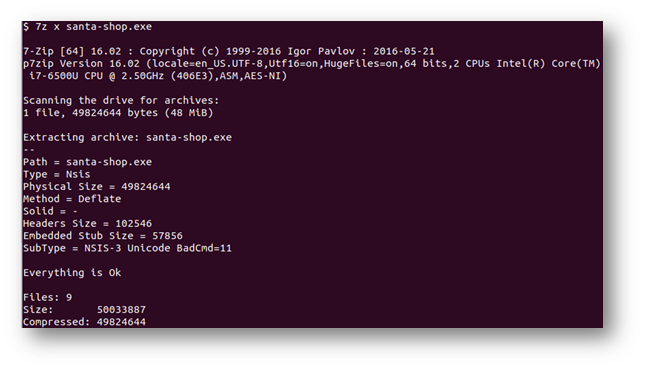 $ 7z x santa-shop.exe
7-Zip [64] 16.02 : Copyright (c) 1999-2016 Igor Pavlov : 2016-05-21
p7zip Version 16.02 (locale=en_US.UTF-8,Utf16=on,HugeFiles=on,64 bits,2 CPUs Intel(R) Core(TM)
i7-6500U CPU @ 2.50GHz (406E3),ASM,AES-NI)
Scanning the drive for archives:
1 file, 49824644 bytes (48 MiB)
Extracting archive: santa-shop.exe
--
Path = santa-shop.exe
Type = Nsis
Physical Size = 49824644
Method = Deflate
Solid = -
Headers Size = 102546
Embedded Stub Size = 57856
SubType = NSIS-3 Unicode BadCmd=11
Everything is Ok
Files: 9
Size:       50033887
Compressed: 49824644